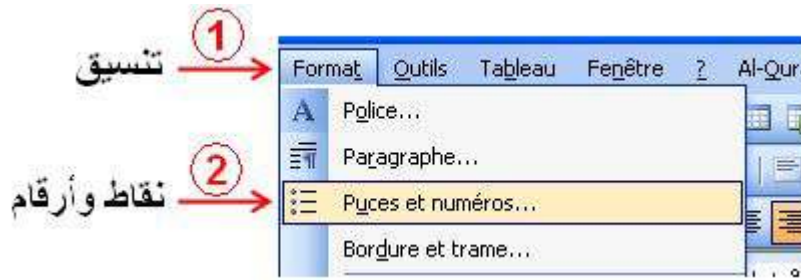 1
تنسيق
Format Outils Tableau Fenêtre ? Al-Qur
Police...
Paragraphe...
2
نقاط وأرقام
Puces et numéros...
Bordure et trame...